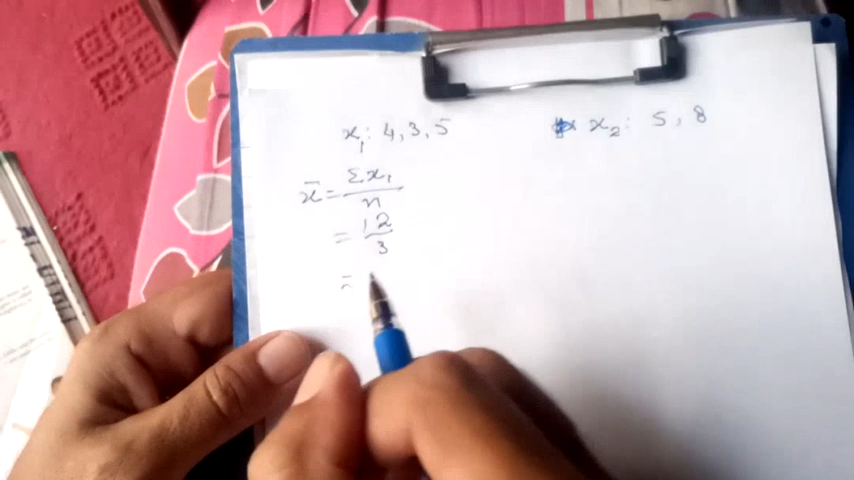 x₁: 4, 3, 5
x₂: 5, 8
x̄ = Σx₁/n
= 12/3
=